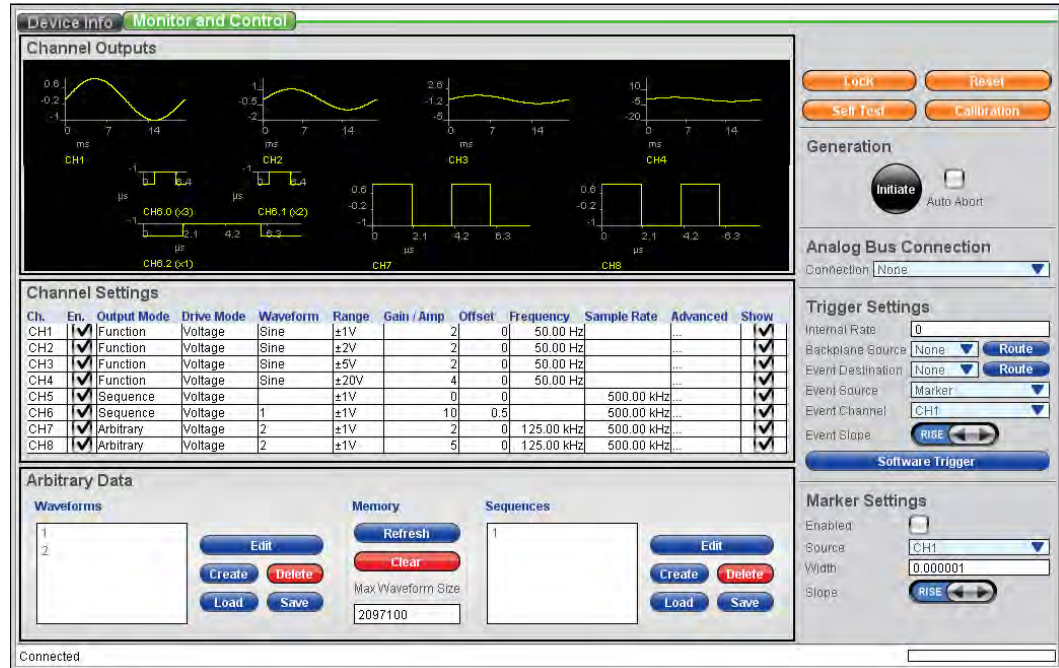 Device Info Monitor and Control
Channel Outputs
0.6 -0.2 -1 0 7 14 ms CH1
1 -0.5 -2 0 7 14 ms CH2
2.6 -1.2 -5 0 7 14 ms CH3
10 -5 -20 0 7 14 ms CH4
-1 0 6.4 µs CH6.0 (x3)
-1 0 6.4 µs CH6.1 (x2)
-1 0 2.1 4.2 6.3 µs CH6.2 (x1)
0.6 -0.2 -1 0 2.1 4.2 6.3 µs CH7
0.6 -0.2 -1 0 2.1 4.2 6.3 µs CH8
Channel Settings
Ch. En. Output Mode Drive Mode Waveform Range Gain / Amp Offset Frequency Sample Rate Advanced Show
CH1 Function Voltage Sine ±1V 2 0 50.00 Hz ...
CH2 Function Voltage Sine ±2V 2 0 50.00 Hz ...
CH3 Function Voltage Sine ±5V 2 0 50.00 Hz ...
CH4 Function Voltage Sine ±20V 4 0 50.00 Hz ...
CH5 Sequence Voltage ±1V 0 0 500.00 kHz ...
CH6 Sequence Voltage 1 ±1V 10 0.5 500.00 kHz ...
CH7 Arbitrary Voltage 2 ±1V 2 0 125.00 kHz 500.00 kHz ...
CH8 Arbitrary Voltage 2 ±1V 5 0 125.00 kHz 500.00 kHz ...
Arbitrary Data
Waveforms
1
2
Edit
Create Delete
Load Save
Memory
Refresh
Clear
Max Waveform Size
2097100
Sequences
1
Edit
Create Delete
Load Save
Lock Reset
Self Test Calibration
Generation
Initiate
Auto Abort
Analog Bus Connection
Connection None
Trigger Settings
Internal Rate 0
Backplane Source None Route
Event Destination None Route
Event Source Marker
Event Channel CH1
Event Slope RISE
Software Trigger
Marker Settings
Enabled
Source CH1
Width 0.000001
Slope RISE
Connected